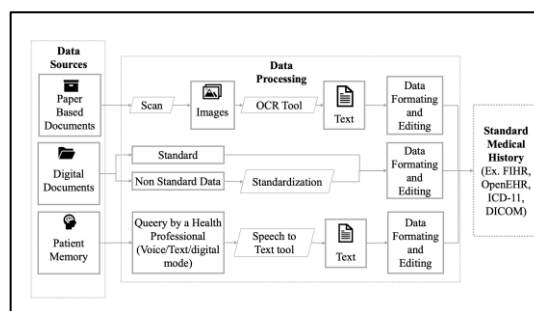 Data
Sources
Data
Processing
Paper
Based
Documents
Scan
Images
OCR Tool
Text
Data
Formating
and
Editing
Digital
Documents
Standard
Non Standard Data
Standardization
Data
Formating
and
Editing
Patient
Memory
Queery by a Health
Professional
(Voice/Text/digital
mode)
Speech to
Text tool
Text
Data
Formating
and
Editing
Standard
Medical
History
(Ex. FIHR,
OpenEHR,
ICD-11,
DICOM)